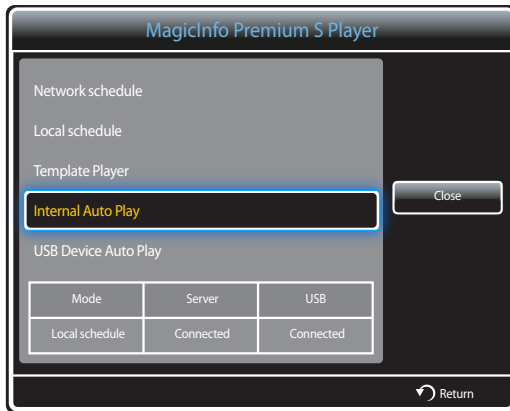 MagicInfo Premium S Player
Network schedule
Local schedule
Template Player
Internal Auto Play
Close
USB Device Auto Play
Mode Server USB
Local schedule Connected Connected
Return